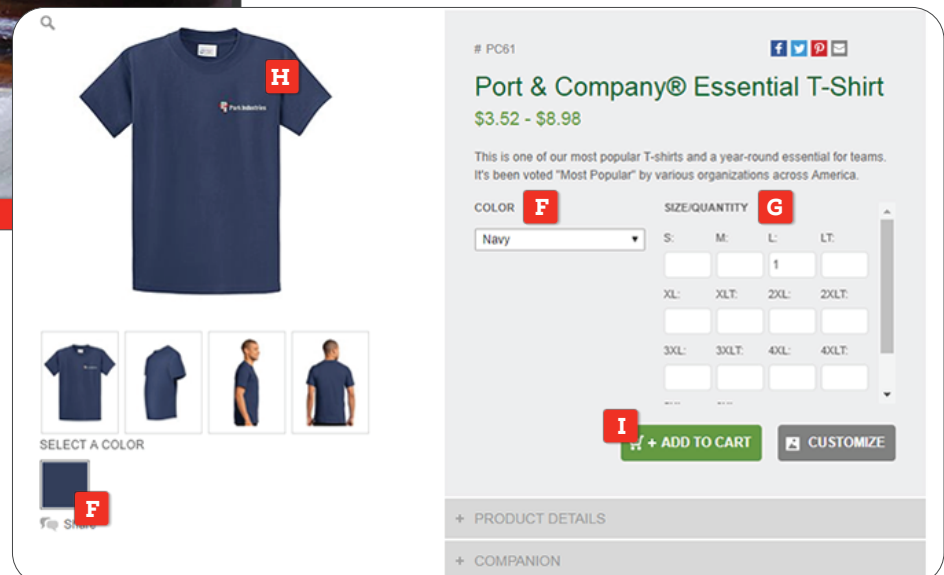 H
Port Industries
# PC61
Port & Company® Essential T-Shirt
$3.52 - $8.98
This is one of our most popular T-shirts and a year-round essential for teams.
It's been voted "Most Popular" by various organizations across America.
COLOR F
SIZE/QUANTITY G
Navy
S: M: L: LT:
1
XL: XLT: 2XL: 2XLT:
3XL: 3XLT: 4XL: 4XLT:
I
+ ADD TO CART
CUSTOMIZE
SELECT A COLOR
F
Share
+ PRODUCT DETAILS
+ COMPANION